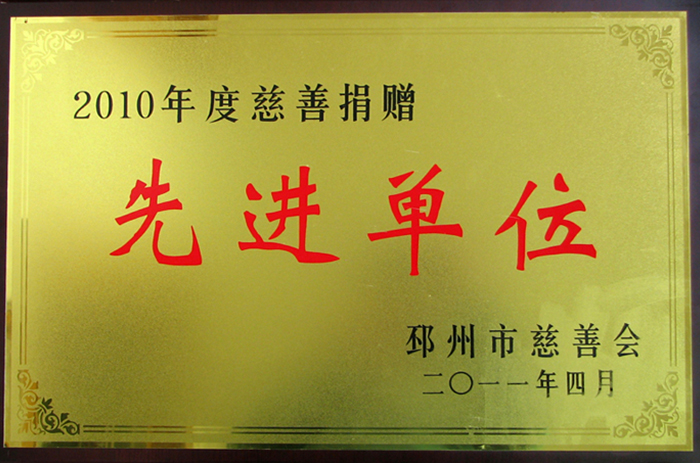 2010年度慈善捐赠
先进单位
邳州市慈善会
二〇一一年四月